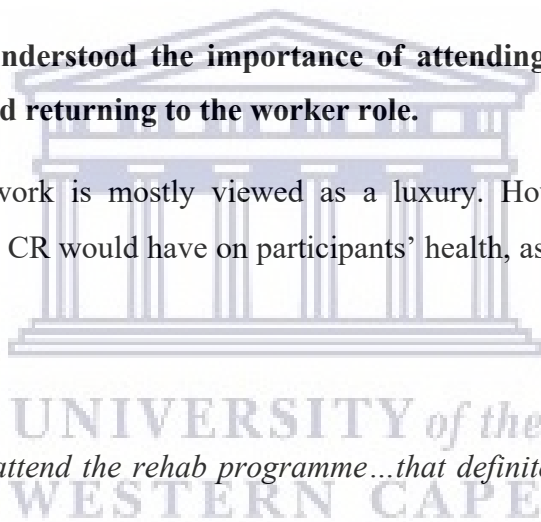 nderstood the importance of attending
d returning to the worker role.
work is mostly viewed as a luxury. Ho
CR would have on participants' health, as
UNIVERSITY of the
attend the rehab programme…that definit
WESTERN CAPE